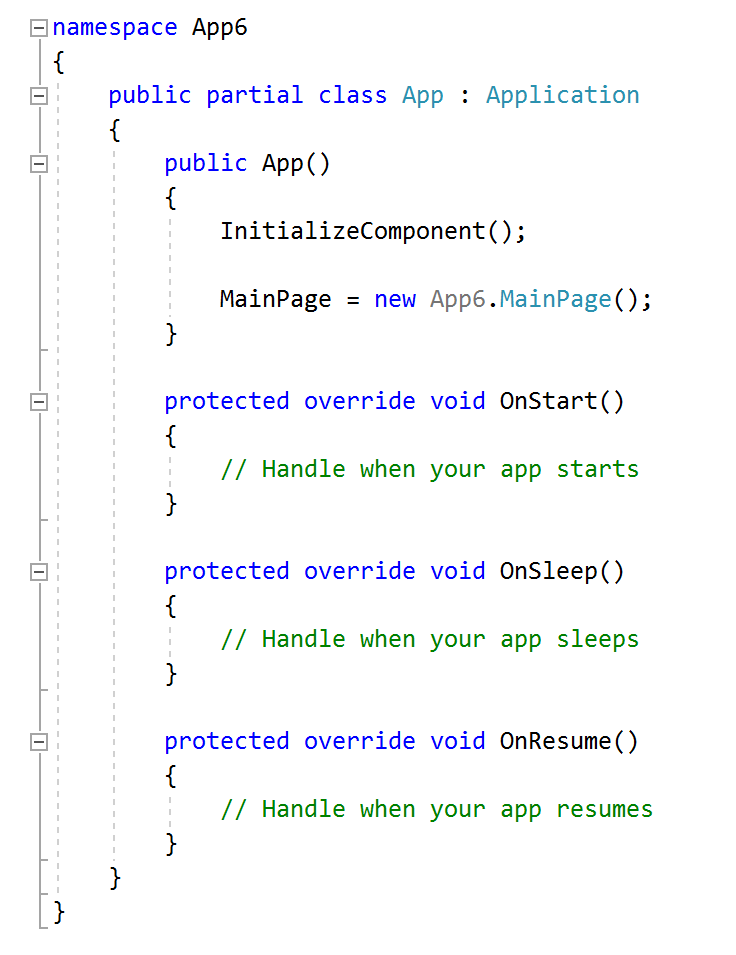 namespace App6
{
    public partial class App : Application
    {
        public App()
        {
            InitializeComponent();

            MainPage = new App6.MainPage();
        }

        protected override void OnStart()
        {
            // Handle when your app starts
        }

        protected override void OnSleep()
        {
            // Handle when your app sleeps
        }

        protected override void OnResume()
        {
            // Handle when your app resumes
        }
    }
}